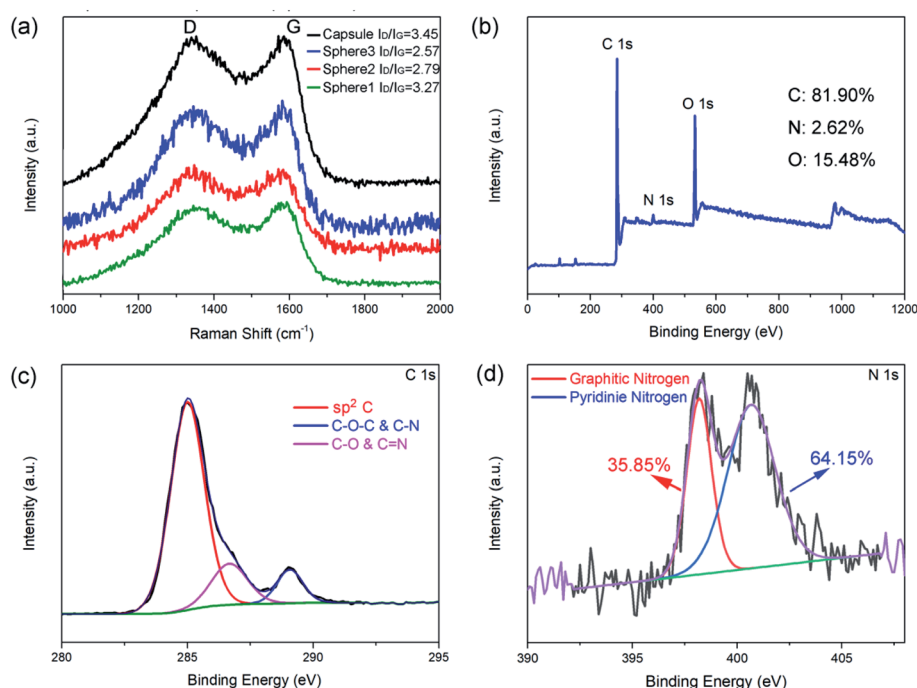 (a)
D
G
Capsule ID/IG=3.45
Sphere3 ID/IG=2.57
Sphere2 ID/IG=2.79
Sphere1 ID/IG=3.27
Intensity (a.u.)
1000 1200 1400 1600 1800 2000
Raman Shift (cm-1)
(b)
C 1s
O 1s
N 1s
C: 81.90%
N: 2.62%
O: 15.48%
Intensity (a.u.)
0 200 400 600 800 1000 1200
Binding Energy (eV)
(c)
C 1s
sp2 C
C-O-C & C-N
C-O & C=N
Intensity (a.u.)
280 285 290 295
Binding Energy (eV)
(d)
N 1s
Graphitic Nitrogen
Pyridinie Nitrogen
35.85%
64.15%
Intensity (a.u.)
390 395 400 405
Binding Energy (eV)